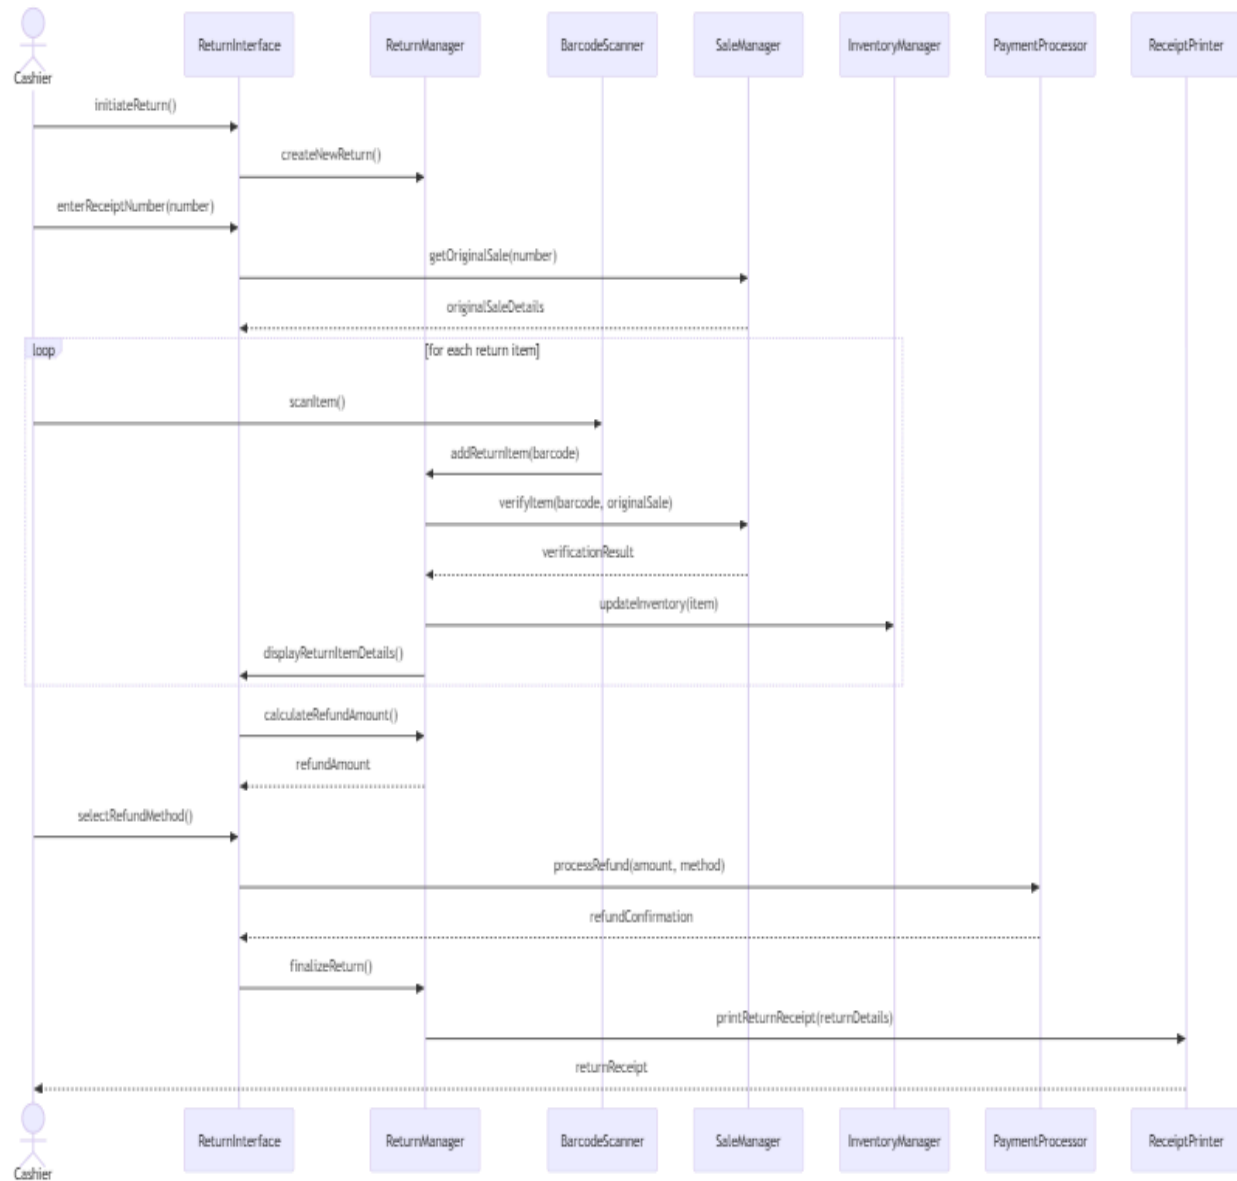 ReturnInterface
ReturnManager
BarcodeScanner
SaleManager
InventoryManager
PaymentProcessor
ReceiptPrinter
Cashier
initiateReturn()
createNewReturn()
enterReceiptNumber(number)
getOriginalSale(number)
originalSaleDetails
loop
[for each return item]
scanItem()
addReturnItem(barcode)
verifyItem(barcode, originalSale)
verificationResult
updateInventory(item)
displayReturnItemDetails()
calculateRefundAmount()
refundAmount
selectRefundMethod()
processRefund(amount, method)
refundConfirmation
finalizeReturn()
printReturnReceipt(returnDetails)
returnReceipt
ReturnInterface
ReturnManager
BarcodeScanner
SaleManager
InventoryManager
PaymentProcessor
ReceiptPrinter
Cashier